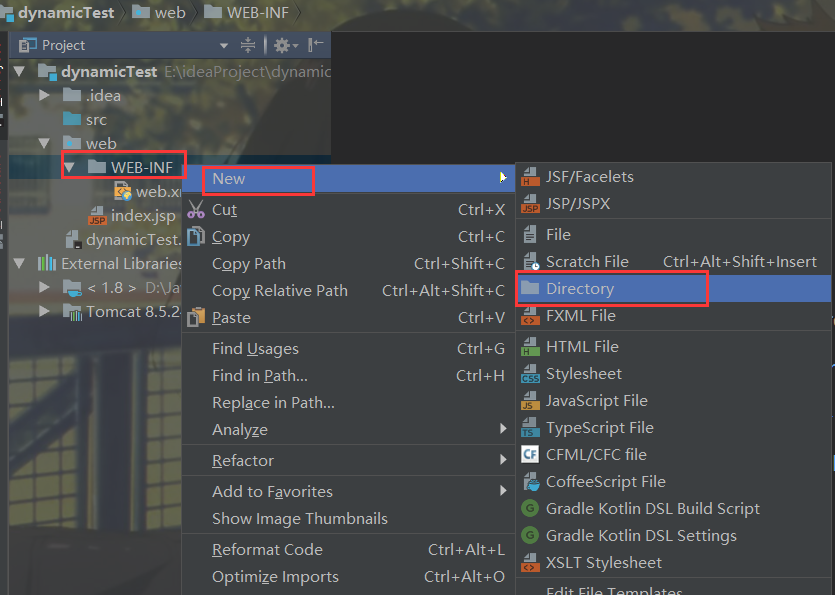 dynamicTest web WEB-INF
Project
dynamicTest E:\ideaProject\dynamic
.idea
src
web
WEB-INF
index.jsp
dynamicTest.
External Libraries
< 1.8 >
Tomcat 8.5.2
New
Cut Ctrl+X
Copy Ctrl+C
Copy Path Ctrl+Shift+C
Copy Relative Path Ctrl+Alt+Shift+C
Paste Ctrl+V
Find Usages Ctrl+G
Find in Path... Ctrl+H
Replace in Path...
Analyze
Refactor
Add to Favorites
Show Image Thumbnails
Reformat Code Ctrl+Alt+L
Optimize Imports Ctrl+Alt+O
JSF/Facelets
JSP/JSPX
File
Scratch File Ctrl+Alt+Shift+Insert
Directory
FXML File
HTML File
Stylesheet
JavaScript File
TypeScript File
CFML/CFC file
CoffeeScript File
Gradle Kotlin DSL Build Script
Gradle Kotlin DSL Settings
XSLT Stylesheet
Edit File Templates